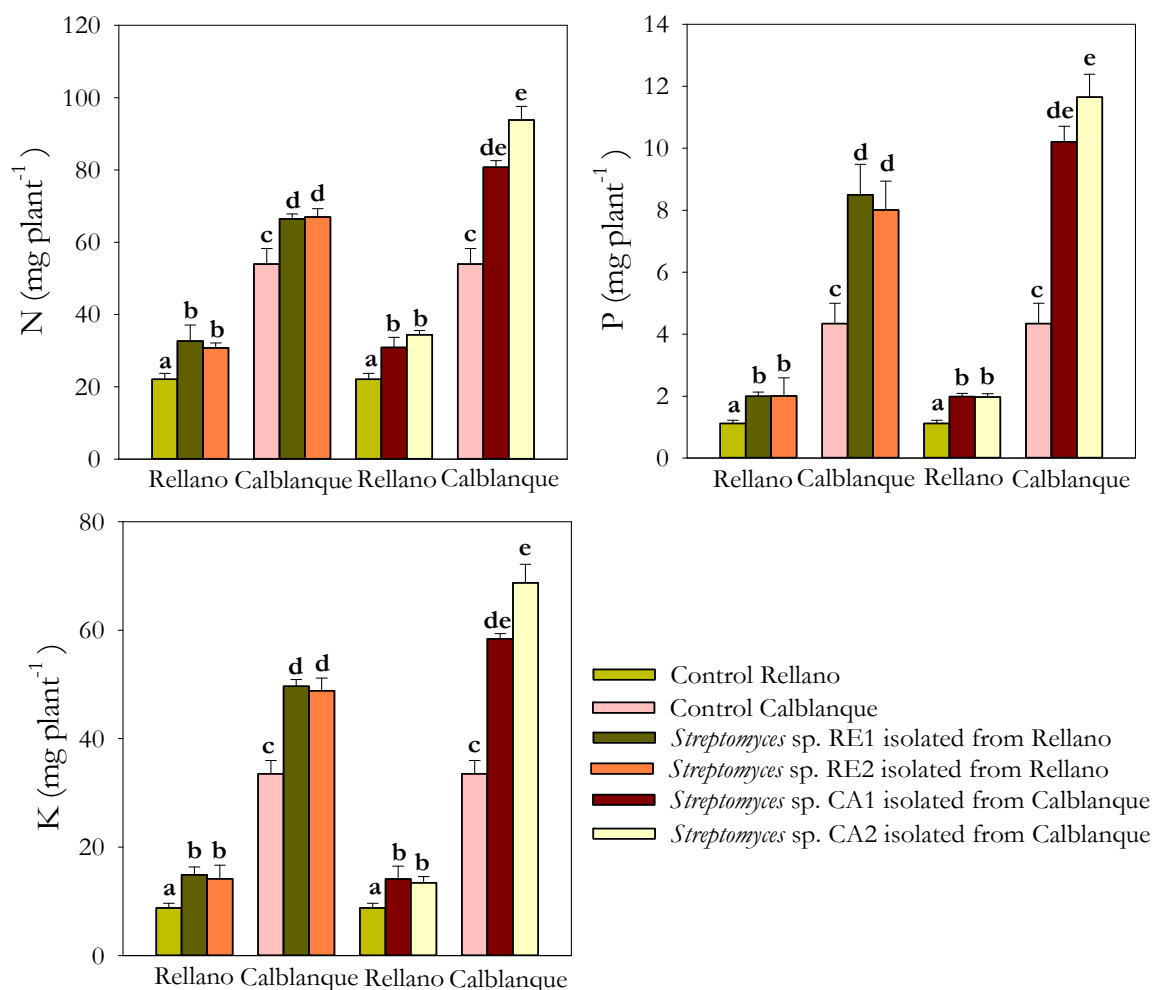 120
100
80
60
40
20
0
N (mg plant-1)
a
b
b
c
d
d
a
b
b
c
de
e
Rellano Calblanque Rellano Calblanque
14
12
10
8
6
4
2
0
P (mg plant-1)
a
b
b
c
d
d
a
b
b
c
de
e
Rellano Calblanque Rellano Calblanque
80
60
40
20
0
K (mg plant-1)
a
b
b
c
d
d
a
b
b
c
de
e
Rellano Calblanque Rellano Calblanque
Control Rellano
Control Calblanque
Streptomyces sp. RE1 isolated from Rellano
Streptomyces sp. RE2 isolated from Rellano
Streptomyces sp. CA1 isolated from Calblanque
Streptomyces sp. CA2 isolated from Calblanque